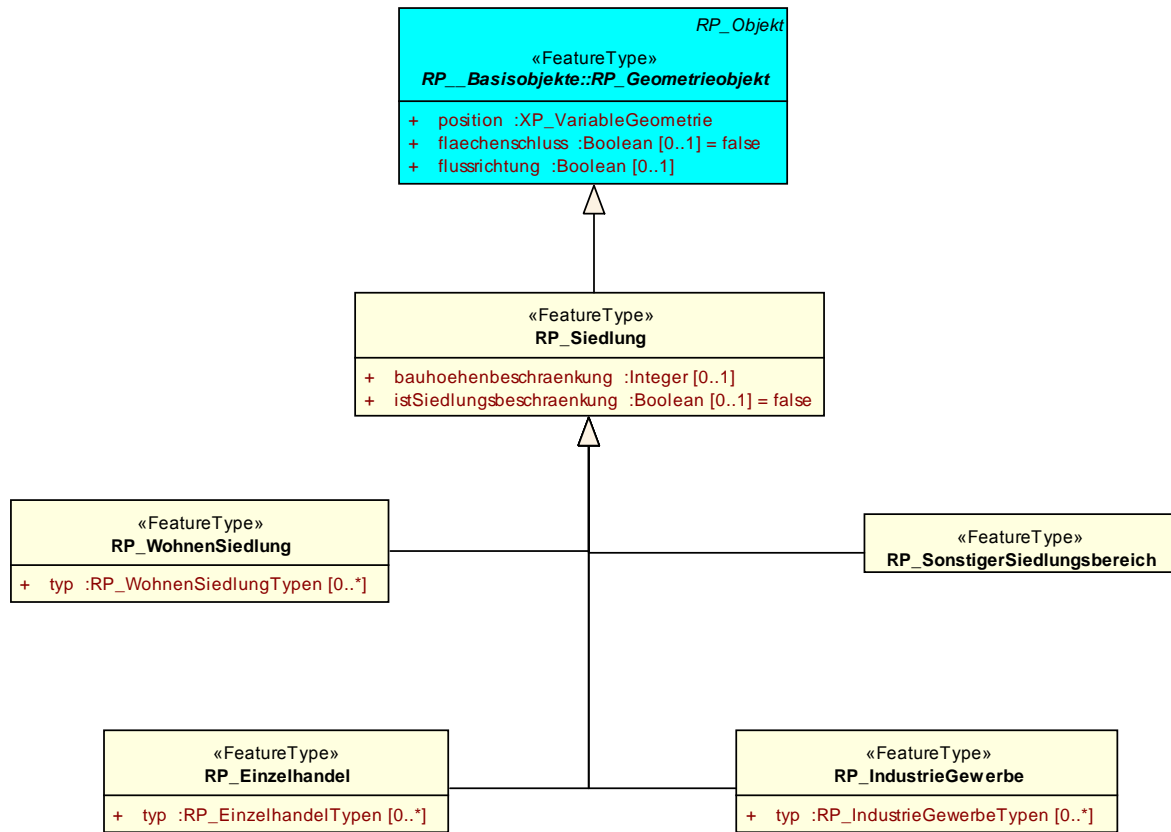 RP_Objekt
«FeatureType»
RP__Basisobjekte::RP_Geometrieobjekt
+ position :XP_VariableGeometrie
+ flaechenschluss :Boolean [0..1] = false
+ flussrichtung :Boolean [0..1]
«FeatureType»
RP_Siedlung
+ bauhoehenbeschraenkung :Integer [0..1]
+ istSiedlungsbeschraenkung :Boolean [0..1] = false
«FeatureType»
RP_WohnenSiedlung
+ typ :RP_WohnenSiedlungTypen [0..*]
«FeatureType»
RP_SonstigerSiedlungsbereich
«FeatureType»
RP_Einzelhandel
+ typ :RP_EinzelhandelTypen [0..*]
«FeatureType»
RP_IndustrieGewerbe
+ typ :RP_IndustrieGewerbeTypen [0..*]